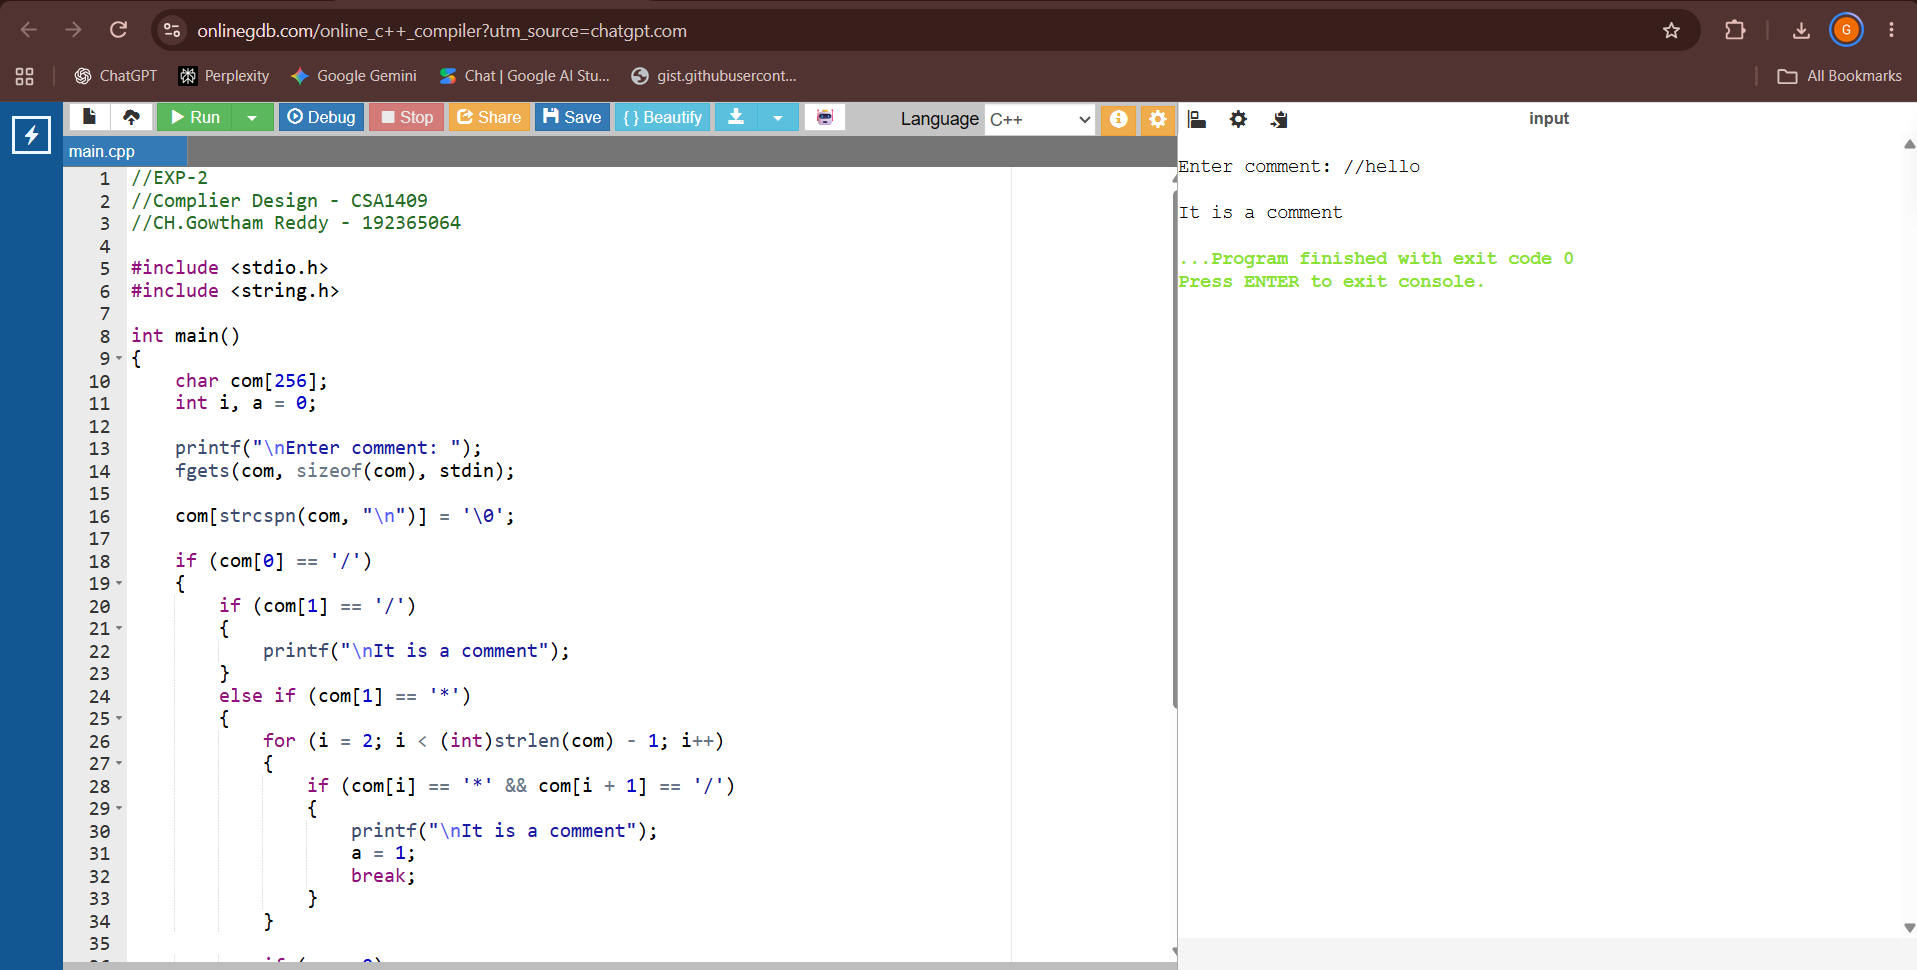 onlinegdb.com/online_c++_compiler?utm_source=chatgpt.com
G
ChatGPT
Perplexity
Google Gemini
Chat | Google AI Stu...
gist.githubusercont...
All Bookmarks
Run
Debug
Stop
Share
Save
{ } Beautify
Language
C++
input
main.cpp
1 //EXP-2
2 //Complier Design - CSA1409
3 //CH.Gowtham Reddy - 192365064
4
5 #include <stdio.h>
6 #include <string.h>
7
8 int main()
9 {
10 char com[256];
11 int i, a = 0;
12
13 printf("\nEnter comment: ");
14 fgets(com, sizeof(com), stdin);
15
16 com[strcspn(com, "\n")] = '\0';
17
18 if (com[0] == '/')
19 {
20 if (com[1] == '/')
21 {
22 printf("\nIt is a comment");
23 }
24 else if (com[1] == '*')
25 {
26 for (i = 2; i < (int)strlen(com) - 1; i++)
27 {
28 if (com[i] == '*' && com[i + 1] == '/')
29 {
30 printf("\nIt is a comment");
31 a = 1;
32 break;
33 }
34 }
35
Enter comment: //hello
It is a comment
...Program finished with exit code 0
Press ENTER to exit console.